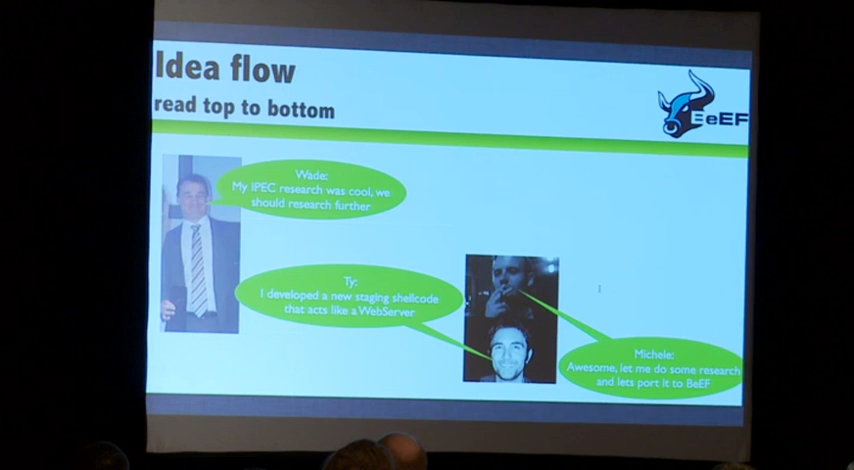 Idea flow
read top to bottom
BeEF
Wade:
My IPEC research was cool, we
should research further
Ty:
I developed a new staging shellcode
that acts like a WebServer
Michele:
Awesome, let me do some research
and lets port it to BeEF